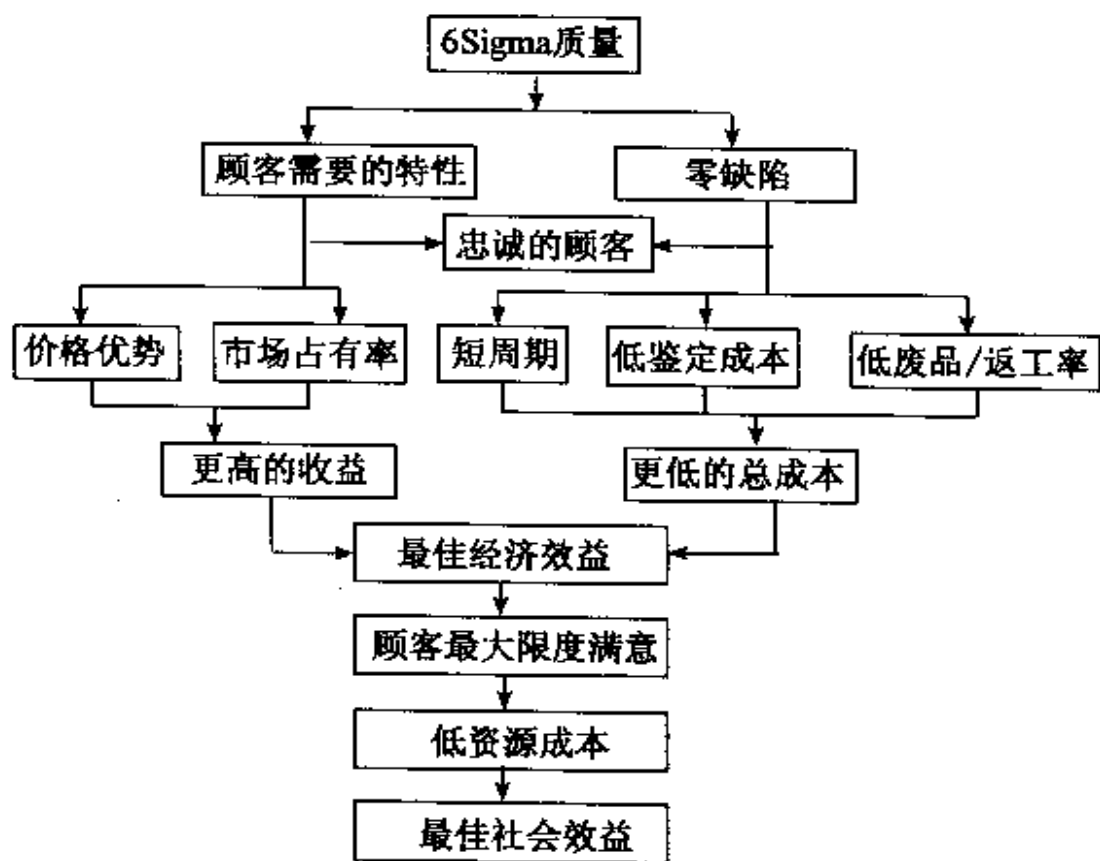 6Sigma质量
顾客需要的特性
零缺陷
忠诚的顾客
价格优势
市场占有率
短周期
低鉴定成本
低废品/返工率
更高的收益
更低的总成本
最佳经济效益
顾客最大限度满意
低资源成本
最佳社会效益